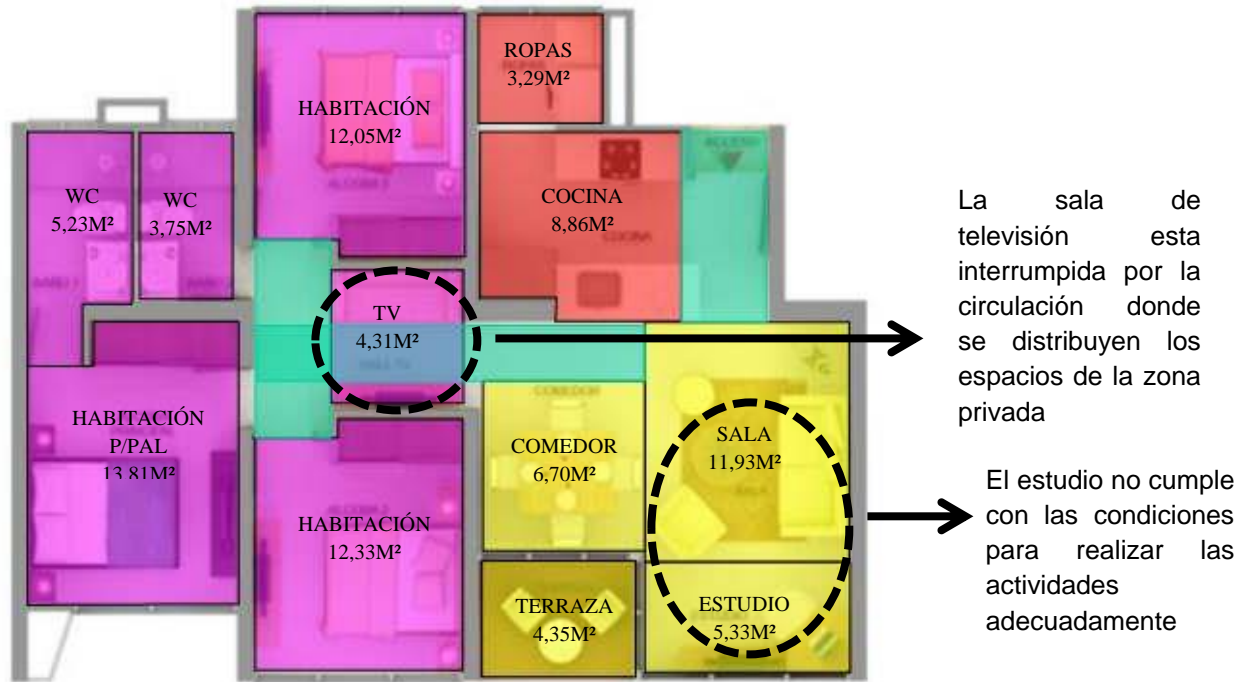 ROPAS
3,29M²
HABITACIÓN
12,05M²
WC
5,23M²
WC
3,75M²
COCINA
8,86M²
COCINA
TV
4,31M²
HABITACIÓN
P/PAL
13,81M²
COMEDOR
COMEDOR
6,70M²
SALA
11,93M²
HABITACIÓN
12,33M²
TERRAZA
4,35M²
ESTUDIO
5,33M²
La sala de
televisión esta
interrumpida por la
circulación donde
se distribuyen los
espacios de la zona
privada
El estudio no cumple
con las condiciones
para realizar las
actividades
adecuadamente